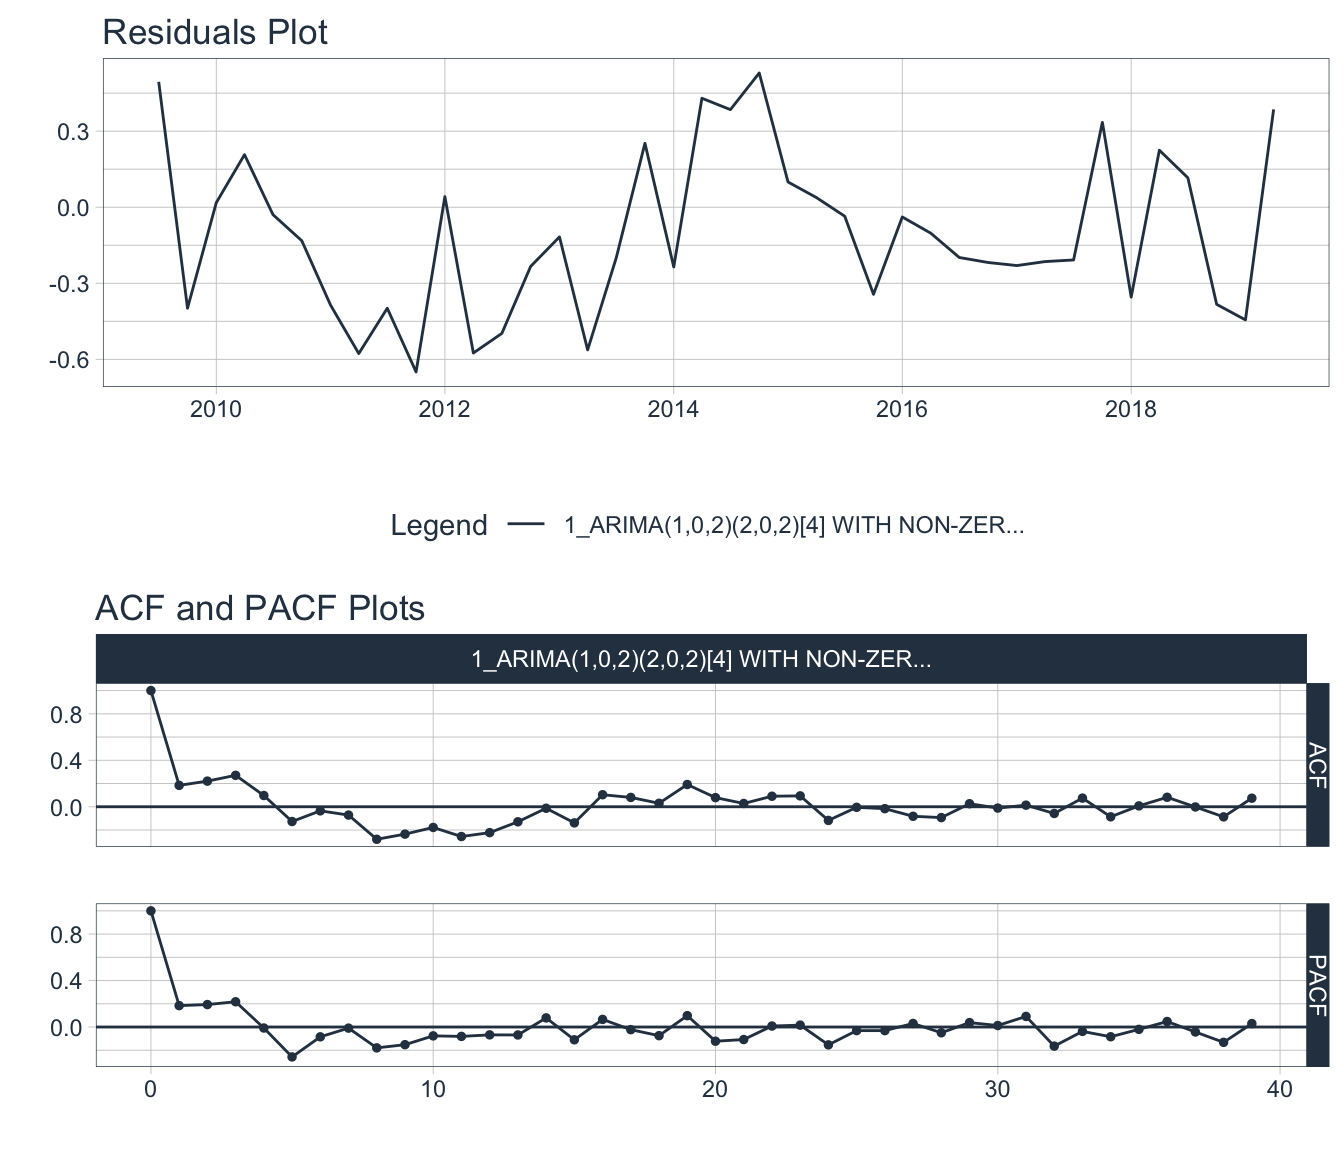 Residuals Plot
0.3
0.0
-0.3
-0.6
2010 2012 2014 2016 2018
Legend 1_ARIMA(1,0,2)(2,0,2)[4] WITH NON-ZER...
ACF and PACF Plots
1_ARIMA(1,0,2)(2,0,2)[4] WITH NON-ZER...
0.8
0.4
0.0
ACF
0.8
0.4
0.0
PACF
0 10 20 30 40